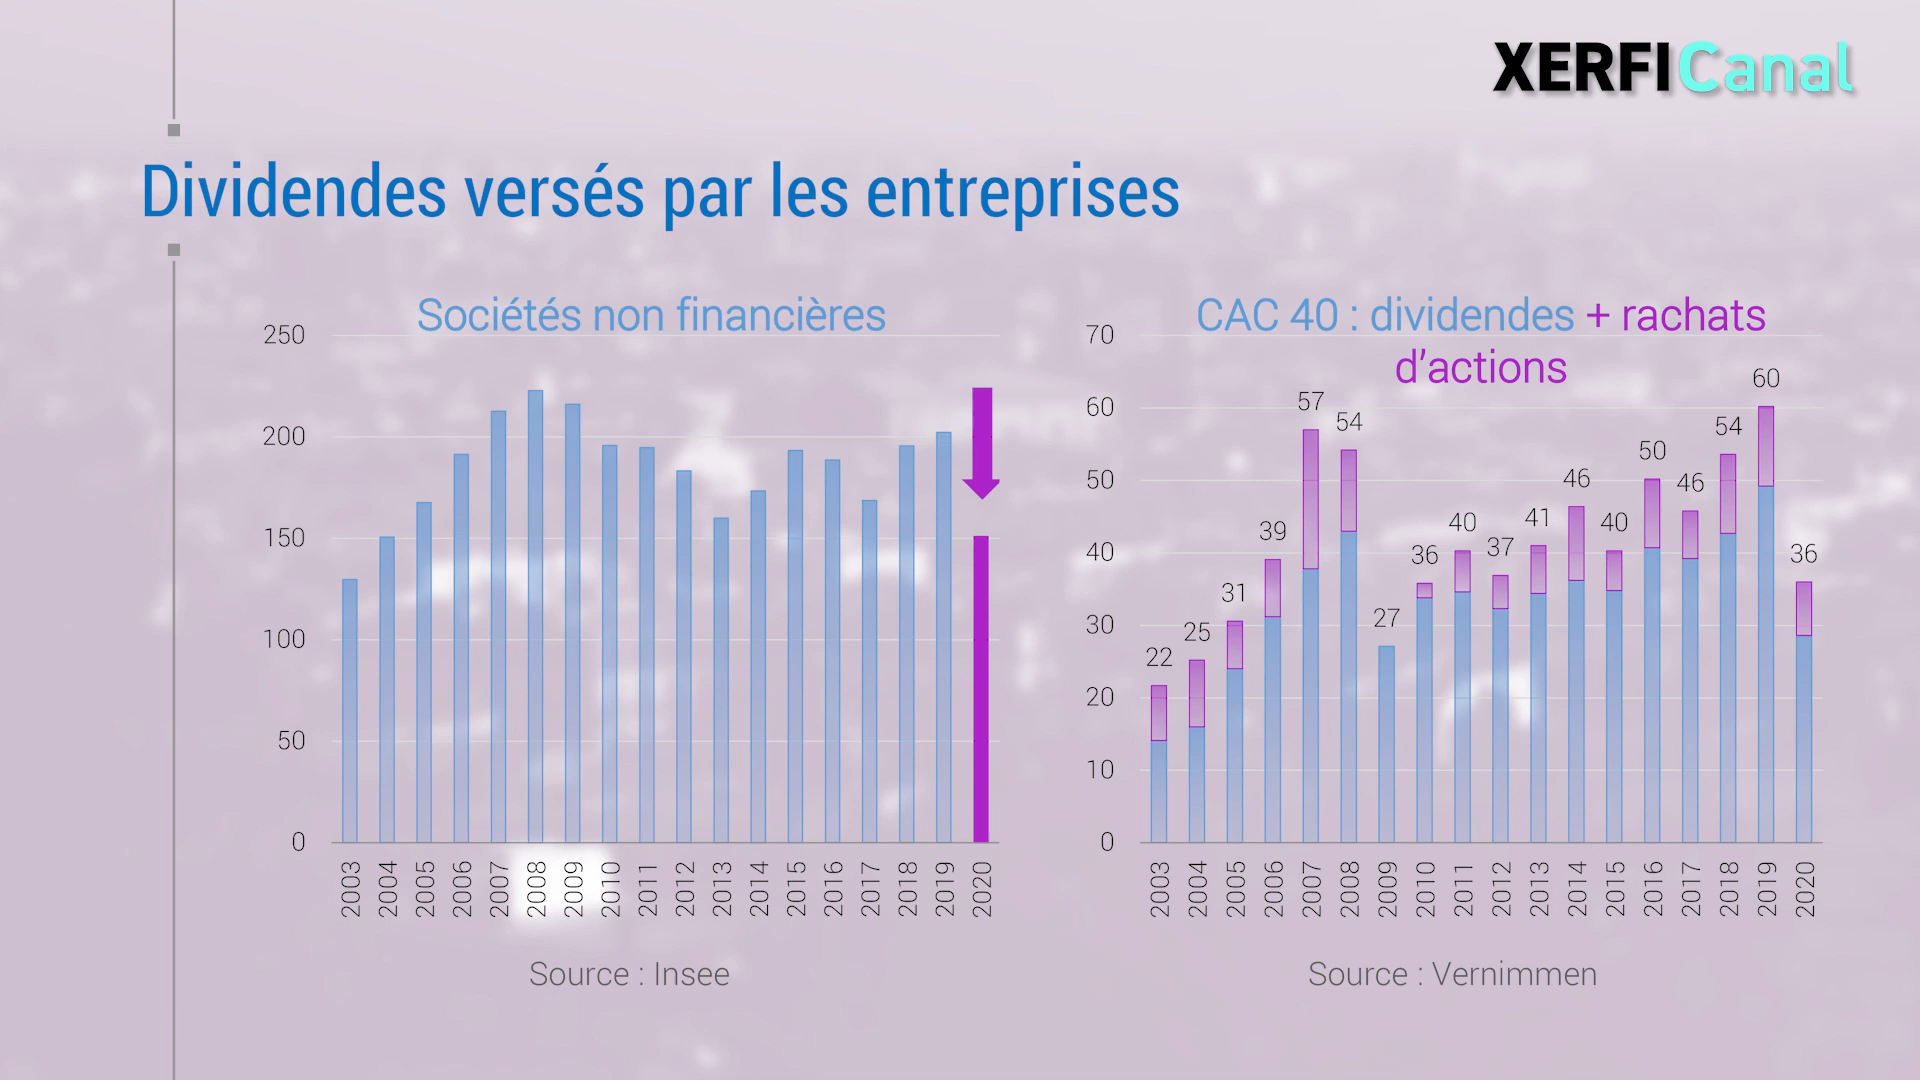 XERFI Canal
Dividendes versés par les entreprises
Sociétés non financières
250
200
150
100
50
0
2003 2004 2005 2006 2007 2008 2009 2010 2011 2012 2013 2014 2015 2016 2017 2018 2019 2020
Source : Insee
CAC 40 : dividendes + rachats
d’actions
70
60
50
40
30
20
10
0
22 25 31 39 57 54 27 36 40 37 41 46 40 50 46 54 60 36
2003 2004 2005 2006 2007 2008 2009 2010 2011 2012 2013 2014 2015 2016 2017 2018 2019 2020
Source : Vernimmen